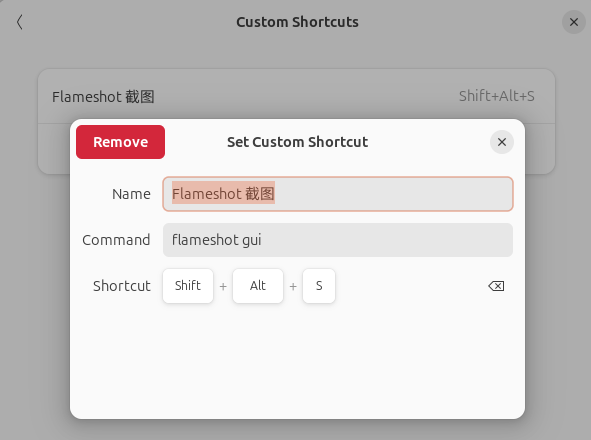 Custom Shortcuts
Flameshot 截图 Shift+Alt+S
Remove Set Custom Shortcut
Name Flameshot 截图
Command flameshot gui
Shortcut Shift + Alt + S